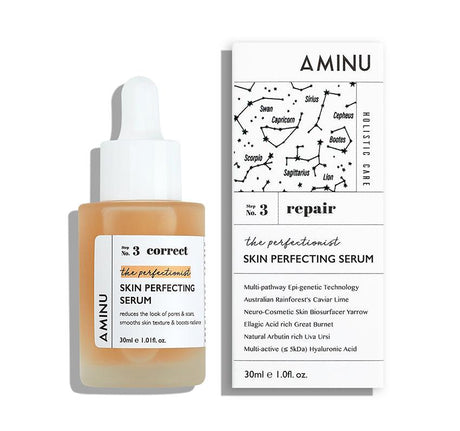 Step
No. 3 correct
the perfectionist
SKIN PERFECTING
SERUM
reduces the look of pores & scars,
smoothens skin texture & boosts radiance
30ml e 1.01fl. oz.
AMINU
AMINU
Swan
Sirius
Capricorn
Cepheus
Bootes
Scorpio
Sagittarius
Lion
HOLISTIC CARE
Step
No. 3 repair
the perfectionist
SKIN PERFECTING SERUM
Multi-pathway Epi-genetic Technology
Australian Rainforest's Caviar Lime
Neuro-Cosmetic Skin Biosurfacer Yarrow
Ellagic Acid rich Great Burnet
Natural Arbutin rich Uva Ursi
Multi-active (≤ 5kDa) Hyaluronic Acid
30ml e 1.0fl. oz.